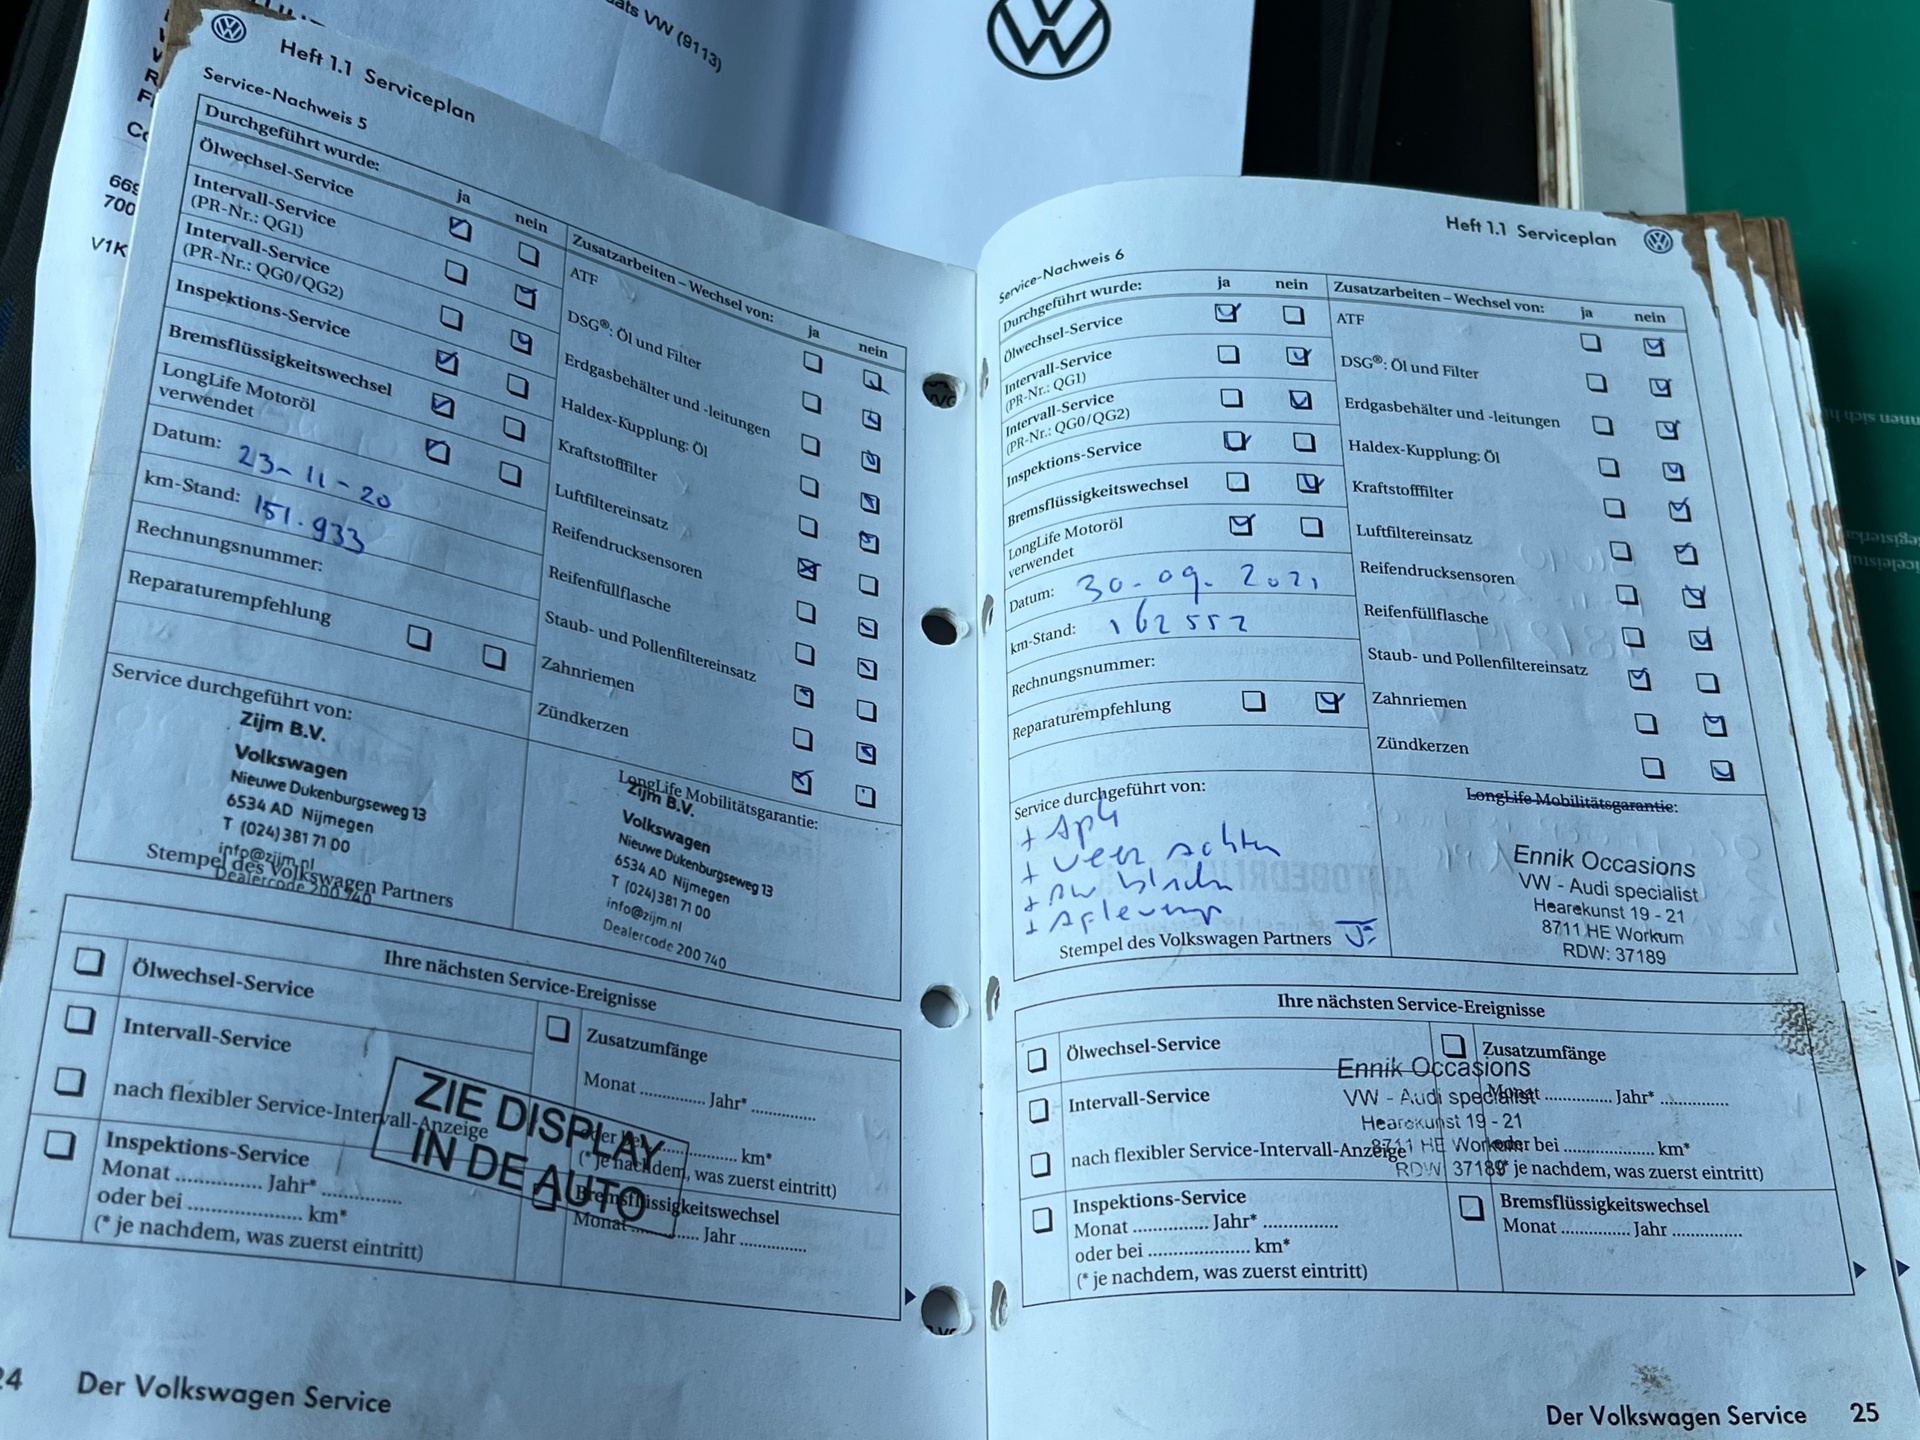 ats VW (9113)
669
700
V1K
Heft 1.1 Serviceplan
Service-Nachweis 5
Durchgeführt wurde:
ja nein
Ölwechsel-Service
Intervall-Service
(PR-Nr.: QG1)
Intervall-Service
(PR-Nr.: QG0/QG2)
Inspektions-Service
Bremsflüssigkeitswechsel
LongLife Motoröl
verwendet
Datum: 23-11-20
km-Stand: 151.933
Rechnungsnummer:
Reparaturempfehlung
Zusatzarbeiten – Wechsel von:
ja nein
ATF
DSG®: Öl und Filter
Erdgasbehälter und -leitungen
Haldex-Kupplung: Öl
Kraftstofffilter
Luftfiltereinsatz
Reifendrucksensoren
Reifenfüllflasche
Staub- und Pollenfiltereinsatz
Zahnriemen
Zündkerzen
Service durchgeführt von:
Zijm B.V.
Volkswagen
Nieuwe Dukenburgseweg 13
6534 AD Nijmegen
T (024) 381 71 00
info@zijm.nl
Dealercode 200 740
Stempel des Volkswagen Partners
LongLife Mobilitätsgarantie:
Zijm B.V.
Volkswagen
Nieuwe Dukenburgseweg 13
6534 AD Nijmegen
T (024) 381 71 00
info@zijm.nl
Dealercode 200 740
Ihre nächsten Service-Ereignisse
Ölwechsel-Service
Intervall-Service
nach flexibler Service-Intervall-Anzeige
Inspektions-Service
Monat ............... Jahr* ..............
oder bei .................... km*
(* je nachdem, was zuerst eintritt)
Zusatzumfänge
Monat ............ Jahr* ............
oder bei .................... km*
(* je nachdem, was zuerst eintritt)
Bremsflüssigkeitswechsel
Monat ............ Jahr ............
ZIE DISPLAY
IN DE AUTO
24 Der Volkswagen Service
Heft 1.1 Serviceplan
Service-Nachweis 6
Durchgeführt wurde:
ja nein
Ölwechsel-Service
Intervall-Service
(PR-Nr.: QG1)
Intervall-Service
(PR-Nr.: QG0/QG2)
Inspektions-Service
Bremsflüssigkeitswechsel
LongLife Motoröl
verwendet
Datum: 30-09-2021
km-Stand: 162552
Rechnungsnummer:
Reparaturempfehlung
Zusatzarbeiten – Wechsel von:
ja nein
ATF
DSG®: Öl und Filter
Erdgasbehälter und -leitungen
Haldex-Kupplung: Öl
Kraftstofffilter
Luftfiltereinsatz
Reifendrucksensoren
Reifenfüllflasche
Staub- und Pollenfiltereinsatz
Zahnriemen
Zündkerzen
Service durchgeführt von:
+ Apk
+ veer achter
+ Aflevering
Stempel des Volkswagen Partners
LongLife Mobilitätsgarantie:
Ennik Occasions
VW - Audi specialist
Hearekunst 19 - 21
8711 HE Workum
RDW: 37189
Ihre nächsten Service-Ereignisse
Ölwechsel-Service
Intervall-Service
nach flexibler Service-Intervall-Anzeige
Inspektions-Service
Monat ............... Jahr* ..............
oder bei .................... km*
(* je nachdem, was zuerst eintritt)
Zusatzumfänge
Monat ............ Jahr* ............
oder bei .................... km*
(* je nachdem, was zuerst eintritt)
Bremsflüssigkeitswechsel
Monat ............ Jahr ............
Ennik Occasions
VW - Audi specialist
Hearekunst 19 - 21
8711 HE Workum
RDW: 37189
Der Volkswagen Service 25